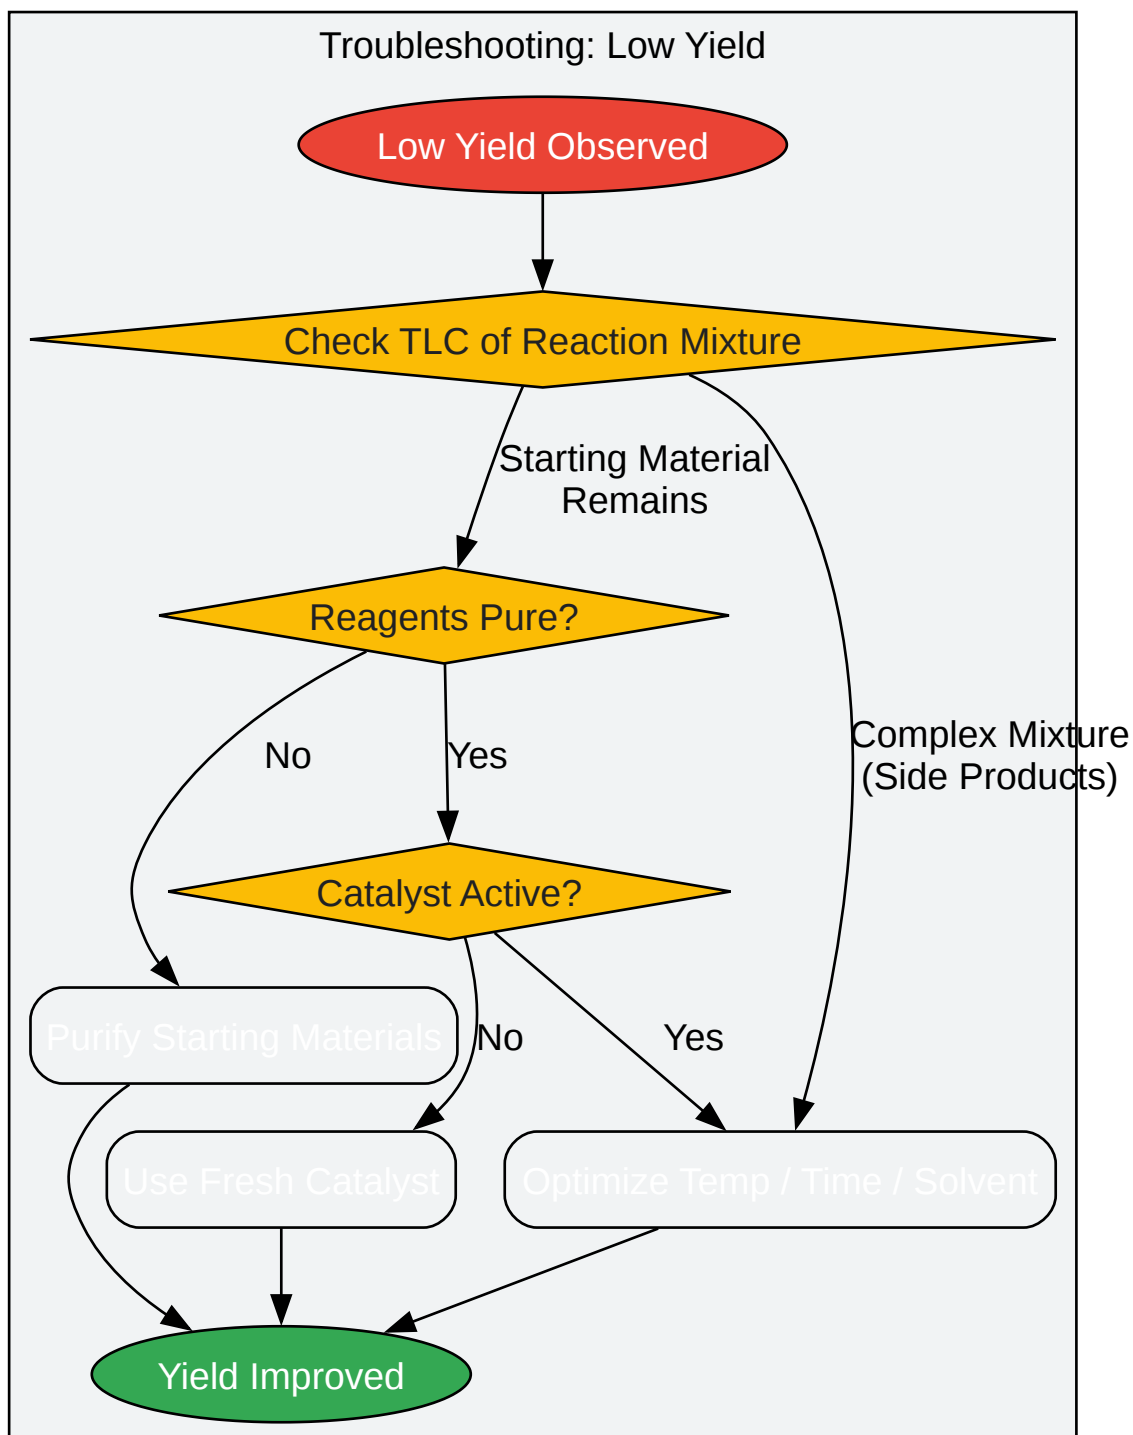 Troubleshooting: Low Yield
Low Yield Observed
Check TLC of Reaction Mixture
Starting Material
Remains
Reagents Pure?
Complex Mixture
(Side Products)
No
Yes
Catalyst Active?
Purify Starting Materials
No
Yes
Use Fresh Catalyst
Optimize Temp / Time / Solvent
Yield Improved